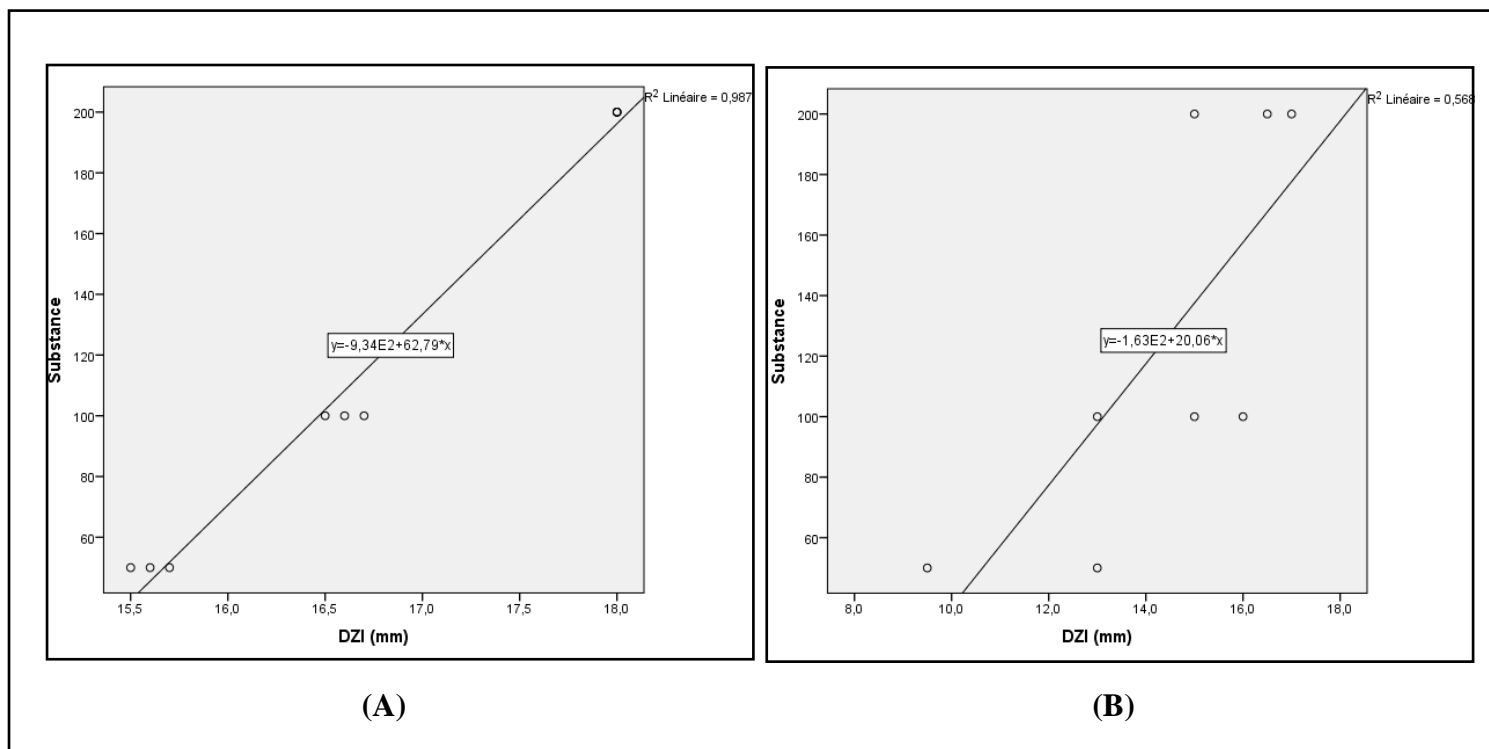 R² Linéaire = 0,987
200
180
160
140
120
100
80
60
Substance
y=-9,34E2+62,79*x
15,5
16,0
16,5
17,0
17,5
18,0
DZI (mm)
(A)
R² Linéaire = 0,568
200
180
160
140
120
100
80
60
Substance
y=-1,63E2+20,06*x
8,0
10,0
12,0
14,0
16,0
18,0
DZI (mm)
(B)